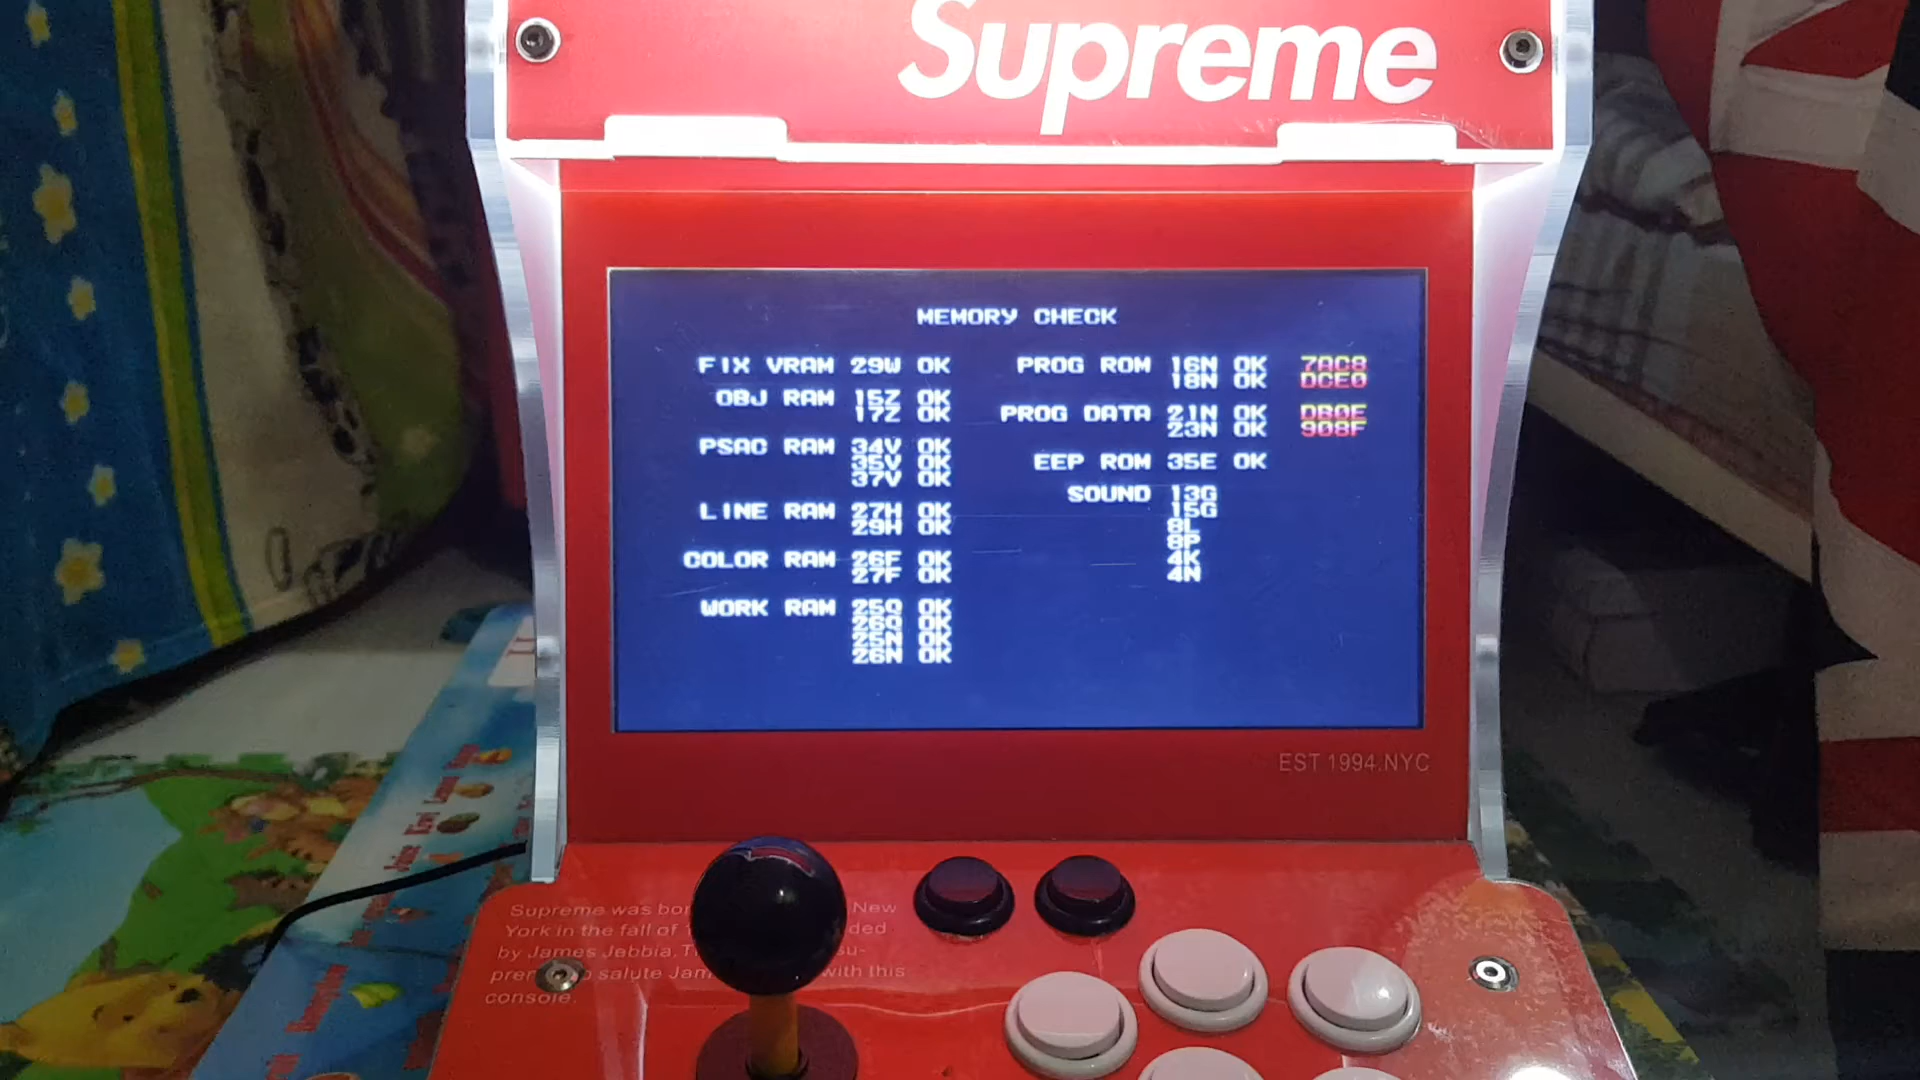 Supreme
MEMORY CHECK
FIX VRAM 29W OK
OBJ RAM 15Z OK
17Z OK
PSAC RAM 34V OK
35V OK
37V OK
LINE RAM 27H OK
29H OK
COLOR RAM 26F OK
27F OK
WORK RAM 25Q OK
26Q OK
25N OK
26N OK
PROG ROM 16N OK 7AC8
18N OK DCE0
PROG DATA 21N OK DB0E
23N OK 908F
EEP ROM 35E OK
SOUND 13G
15G
8L
8P
4K
4N
EST 1994.NYC
Supreme was New
York in the fall of
by James Jebbia.
salute with this
console.